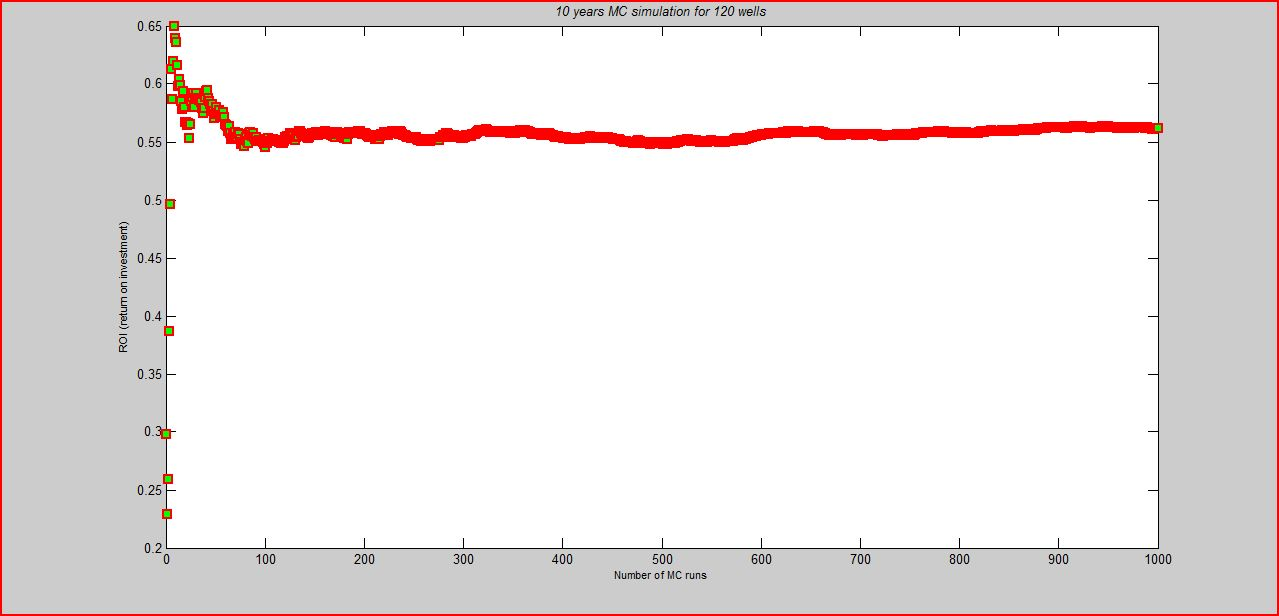 10 years MC simulation for 120 wells
0.65
0.6
0.55
0.5
0.45
0.4
0.35
0.3
0.25
0.2
ROI (return on investment)
0 100 200 300 400 500 600 700 800 900 1000
Number of MC runs